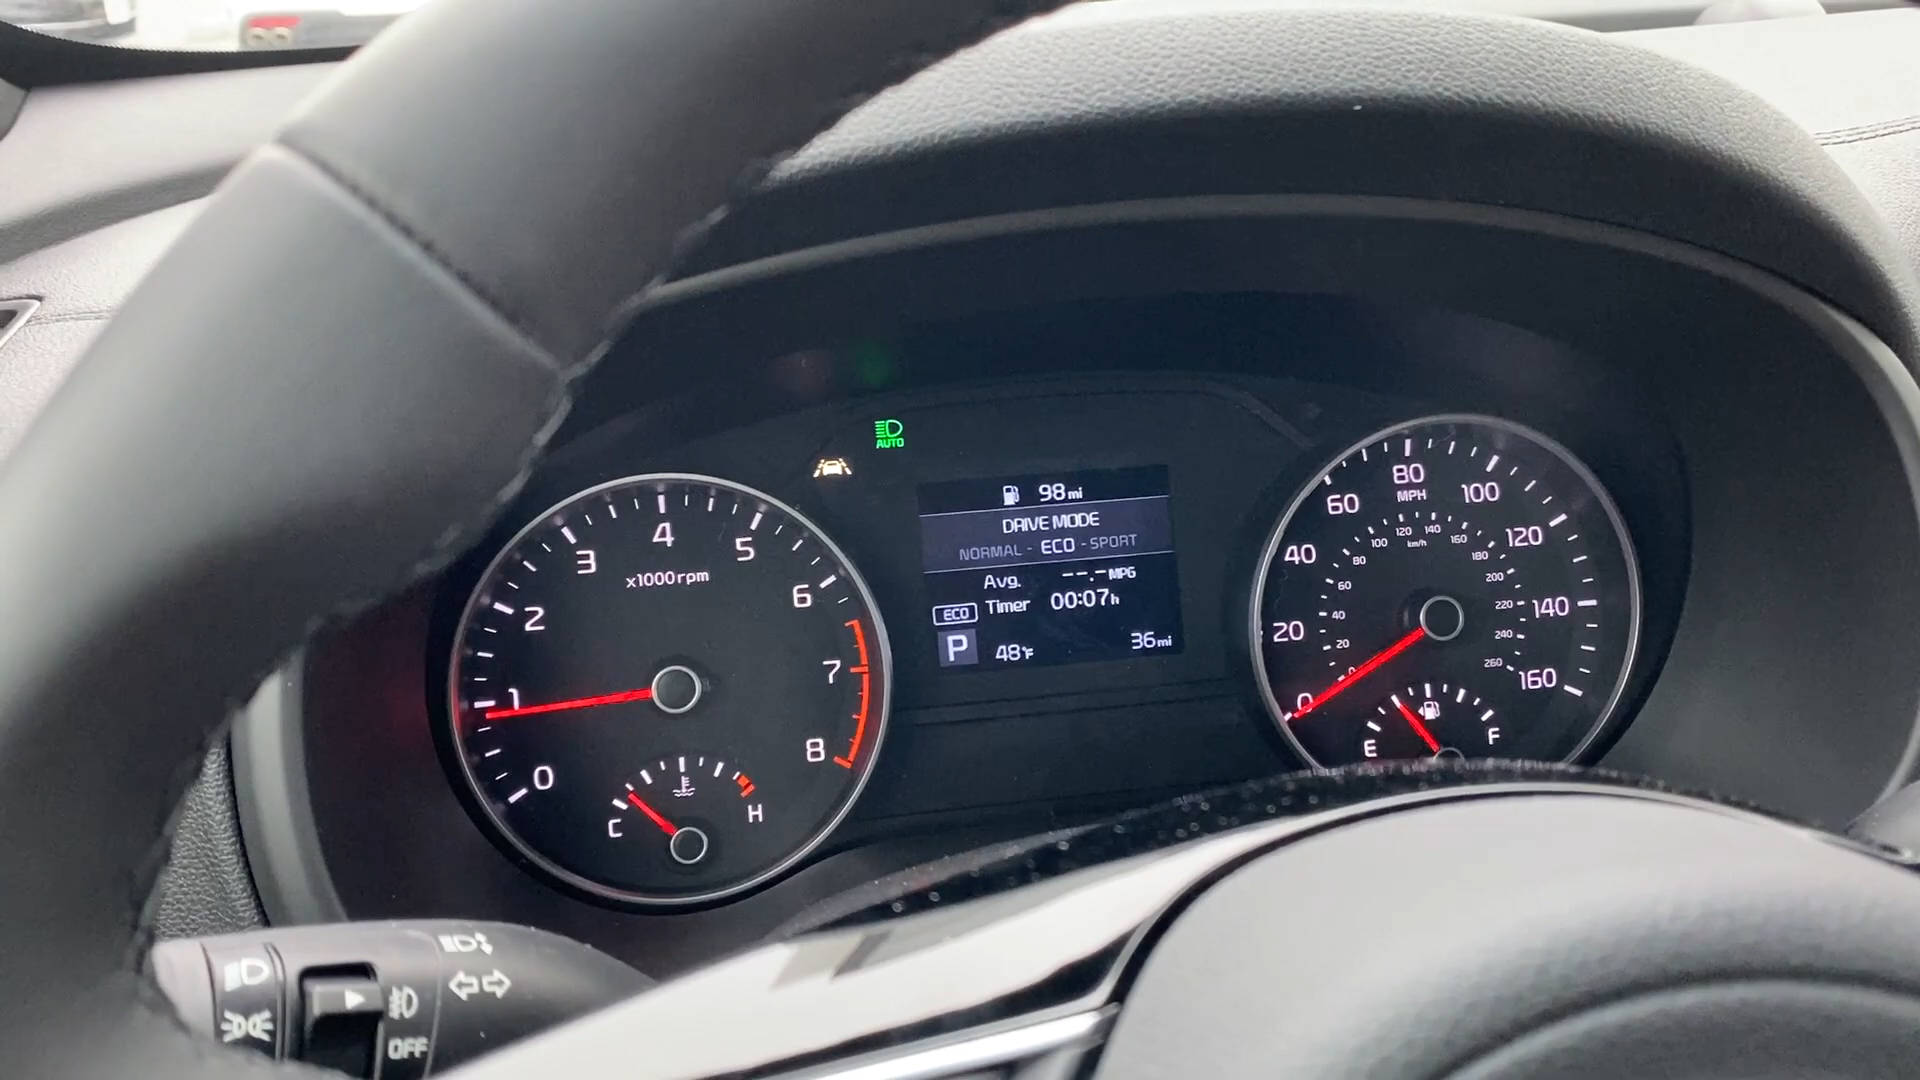 AUTO
98mi
DRIVE MODE
NORMAL - ECO - SPORT
Avg. --.-MPG
ECO Timer 00:07h
P 48°F 36mi
0
1
2
3
4
5
6
7
8
x1000rpm
C H
0
20
40
60
80
100
120
140
160
MPH
0
20
40
60
80
100
120
140
160
180
200
220
240
260
km/h
E F
OFF